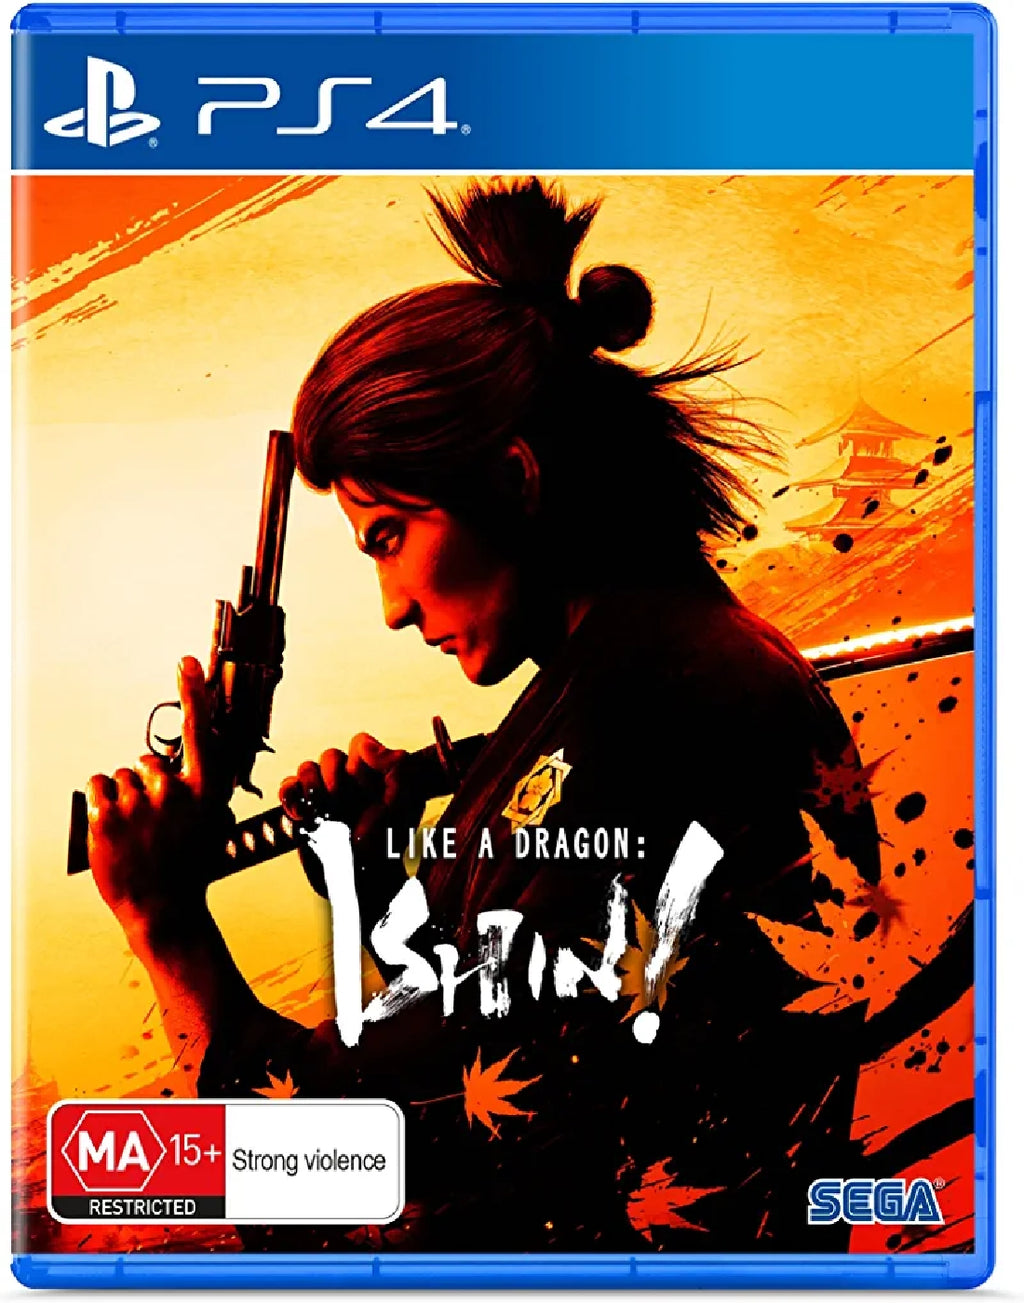 PS4®
LIKE A DRAGON:
ISHIN!
MA 15+
RESTRICTED
Strong violence
SEGA®